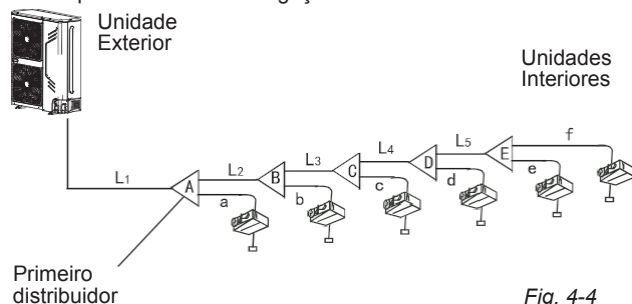 Unidade
Exterior
Unidades
Interiores
L1
L2
L3
L4
L5
f
A
B
C
D
E
a
b
c
d
e
Primeiro
distribuidor
Fig. 4-4